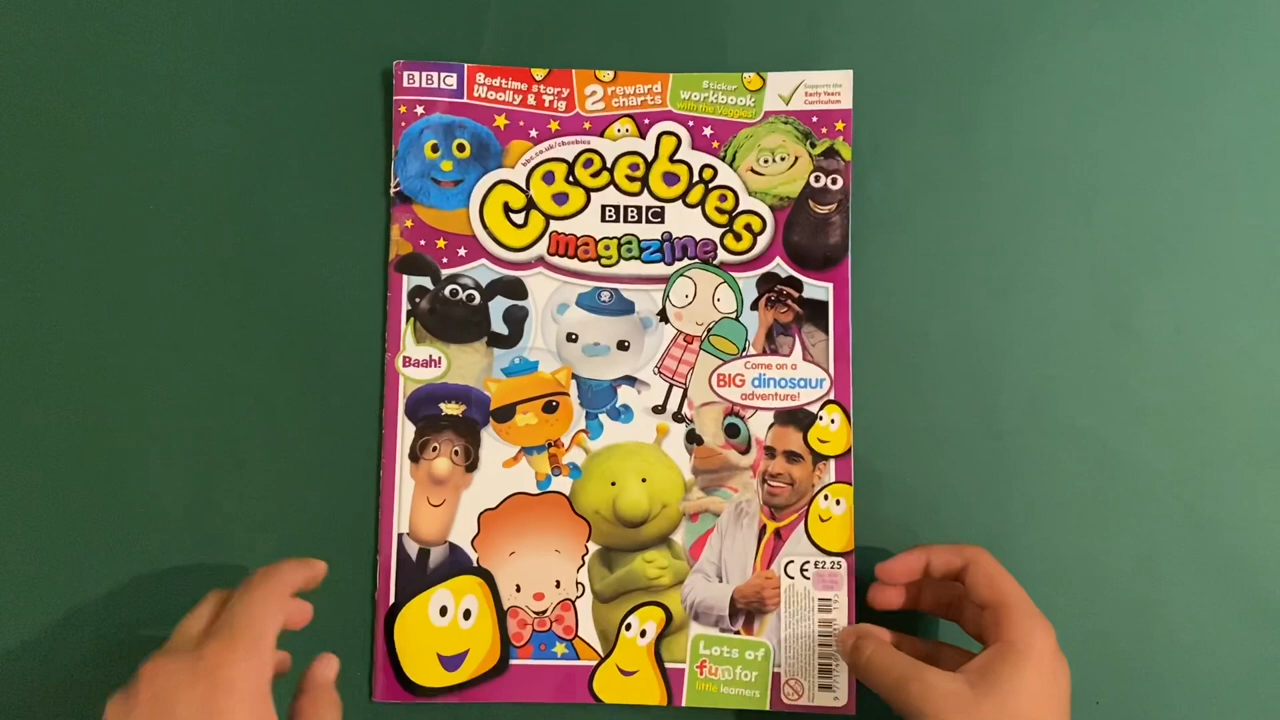 BBC
Bedtime story
Woolly & Tig
2 reward
charts
Sticker
workbook
with the Veggies!
Supports the
Early Years
Curriculum
bbc.co.uk/cbeebies
CBeebies
BBC
magazine
Baah!
Come on a
BIG dinosaur
adventure!
CE £2.25
Lots of
fun for
little learners